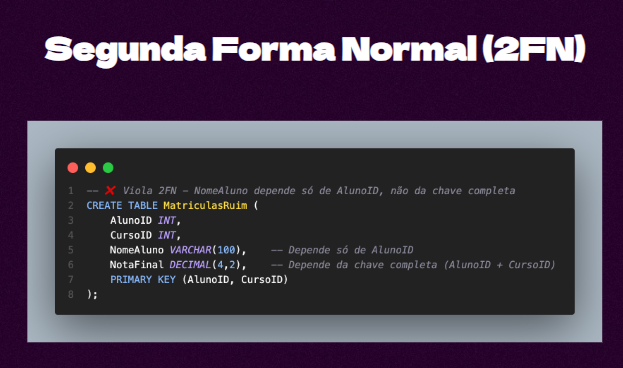 Segunda Forma Normal (2FN)
1 -- ❌ Viola 2FN - NomeAluno depende só de AlunoID, não da chave completa
2 CREATE TABLE MatriculasRuim (
3     AlunoID INT,
4     CursoID INT,
5     NomeAluno VARCHAR(100),    -- Depende só de AlunoID
6     NotaFinal DECIMAL(4,2),    -- Depende da chave completa (AlunoID + CursoID)
7     PRIMARY KEY (AlunoID, CursoID)
8 );